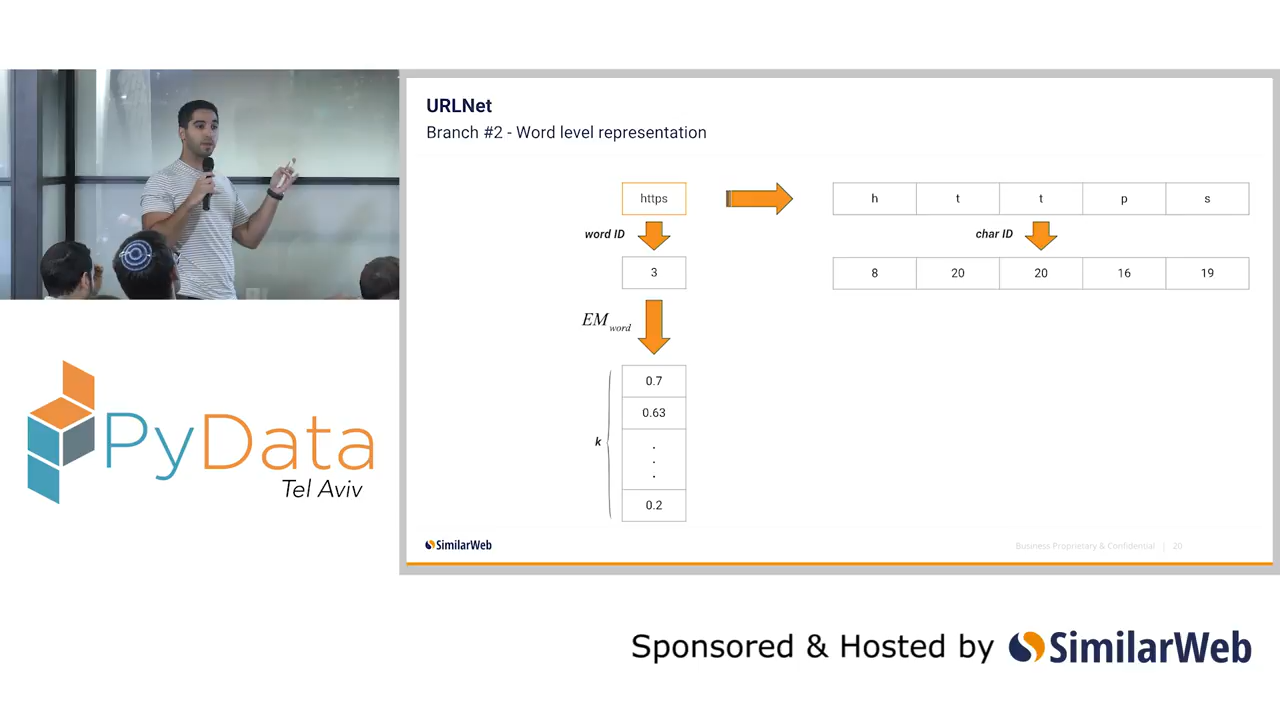 URLNet
Branch #2 - Word level representation
https
h t t p s
word ID
char ID
3
8 20 20 16 19
EM word
0.7
0.63
k
.
.
.
0.2
SimilarWeb
Business Proprietary & Confidential | 20
PyData
Tel Aviv
Sponsored & Hosted by SimilarWeb